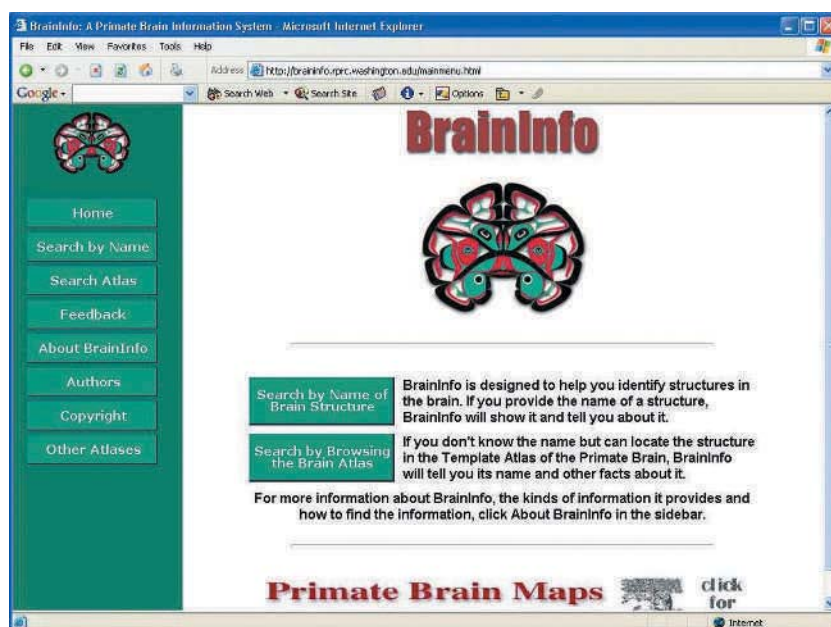 BrainInfo: A Primate Brain Information System - Microsoft Internet Explorer
File Edit View Favorites Tools Help
Address http://braininfo.rprc.washington.edu/mainmenu.html
Google Search Web Search Site Options
BrainInfo
Home
Search by Name
Search Atlas
Feedback
About BrainInfo
Authors
Copyright
Other Atlases
Search by Name of
Brain Structure
BrainInfo is designed to help you identify structures in
the brain. If you provide the name of a structure,
BrainInfo will show it and tell you about it.
Search by Browsing
the Brain Atlas
If you don't know the name but can locate the structure
in the Template Atlas of the Primate Brain, BrainInfo
will tell you its name and other facts about it.
For more information about BrainInfo, the kinds of information it provides and
how to find the information, click About BrainInfo in the sidebar.
Primate Brain Maps
click
for
Internet